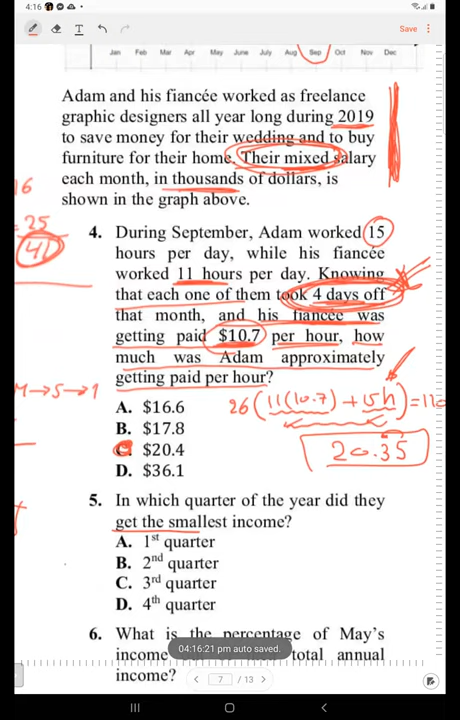 4:16
Save
Jan Feb Mar Apr May June July Aug Sep Oct Nov Dec
Adam and his fiancée worked as freelance
graphic designers all year long during 2019
to save money for their wedding and to buy
furniture for their home. Their mixed salary
each month, in thousands of dollars, is
shown in the graph above.
16
= 25
41
4. During September, Adam worked 15
hours per day, while his fiancée
worked 11 hours per day. Knowing
that each one of them took 4 days off
that month, and his fiancée was
getting paid $10.7 per hour, how
much was Adam approximately
getting paid per hour?
M→S→1
A. $16.6
B. $17.8
C. $20.4
D. $36.1
26(11(10.7) + 15h) = 110
20.35
5. In which quarter of the year did they
get the smallest income?
A. 1st quarter
B. 2nd quarter
C. 3rd quarter
D. 4th quarter
6. What is the percentage of May's
income total annual
income?
04:16:21 pm auto saved.
7 / 13